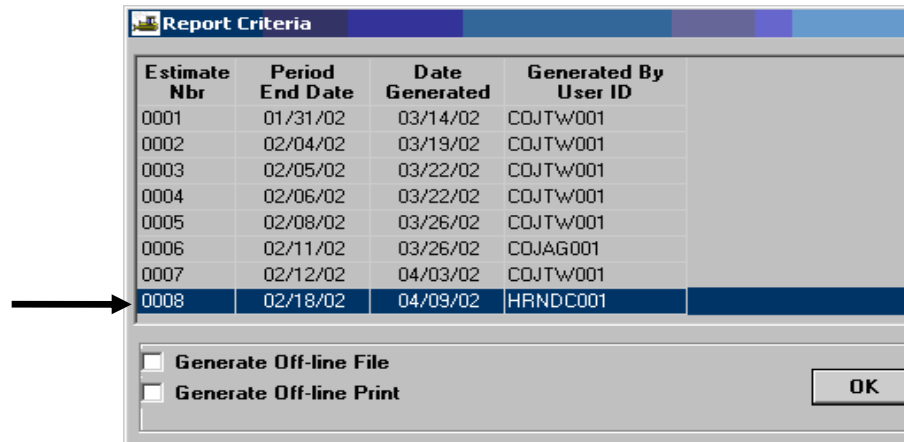 Report Criteria
Estimate Nbr Period End Date Date Generated Generated By User ID
0001 01/31/02 03/14/02 COJTW001
0002 02/04/02 03/19/02 COJTW001
0003 02/05/02 03/22/02 COJTW001
0004 02/06/02 03/22/02 COJTW001
0005 02/08/02 03/26/02 COJTW001
0006 02/11/02 03/26/02 COJAG001
0007 02/12/02 04/03/02 COJTW001
0008 02/18/02 04/09/02 HRNDC001
Generate Off-line File
Generate Off-line Print
OK